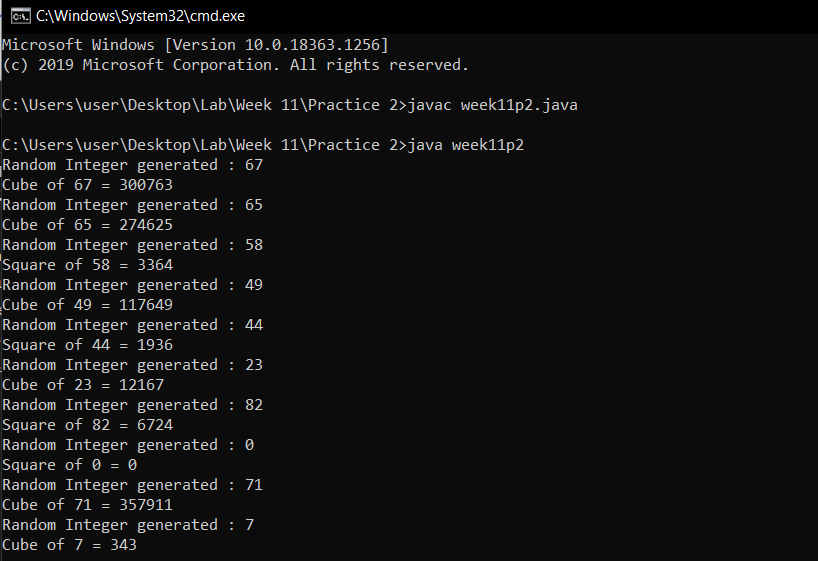 C:\Windows\System32\cmd.exe
Microsoft Windows [Version 10.0.18363.1256]
(c) 2019 Microsoft Corporation. All rights reserved.
C:\Users\user\Desktop\Lab\Week 11\Practice 2>javac week11p2.java
C:\Users\user\Desktop\Lab\Week 11\Practice 2>java week11p2
Random Integer generated : 67
Cube of 67 = 300763
Random Integer generated : 65
Cube of 65 = 274625
Random Integer generated : 58
Square of 58 = 3364
Random Integer generated : 49
Cube of 49 = 117649
Random Integer generated : 44
Square of 44 = 1936
Random Integer generated : 23
Cube of 23 = 12167
Random Integer generated : 82
Square of 82 = 6724
Random Integer generated : 0
Square of 0 = 0
Random Integer generated : 71
Cube of 71 = 357911
Random Integer generated : 7
Cube of 7 = 343